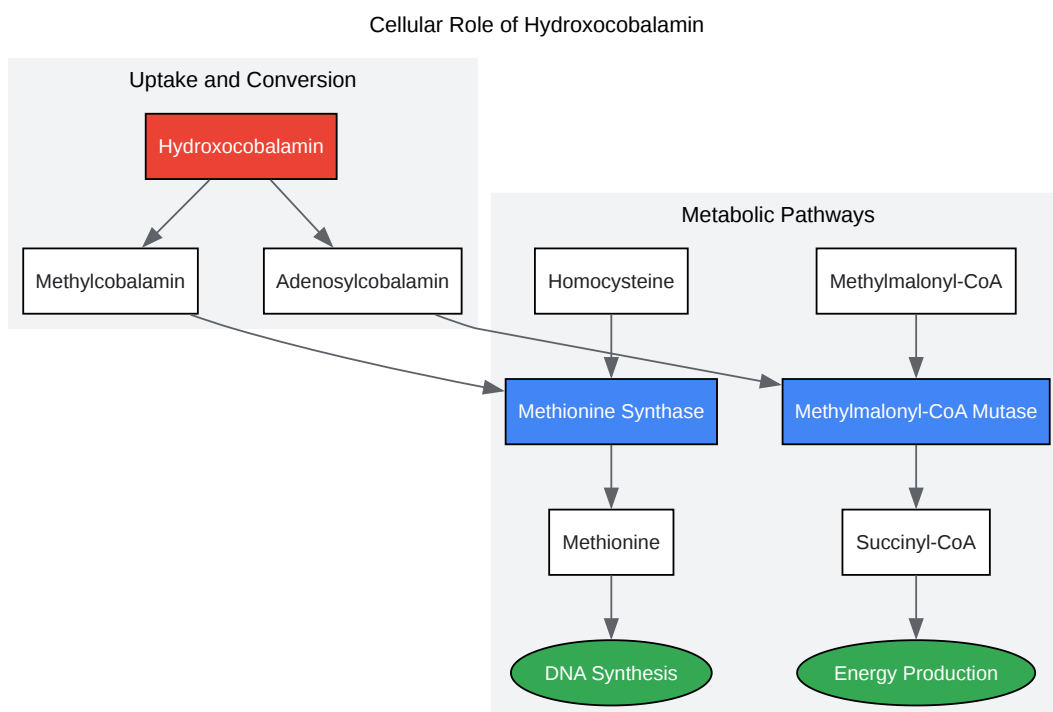 Cellular Role of Hydroxocobalamin
Uptake and Conversion
Hydroxocobalamin
Methylcobalamin
Adenosylcobalamin
Metabolic Pathways
Homocysteine
Methylmalonyl-CoA
Methionine Synthase
Methylmalonyl-CoA Mutase
Methionine
Succinyl-CoA
DNA Synthesis
Energy Production